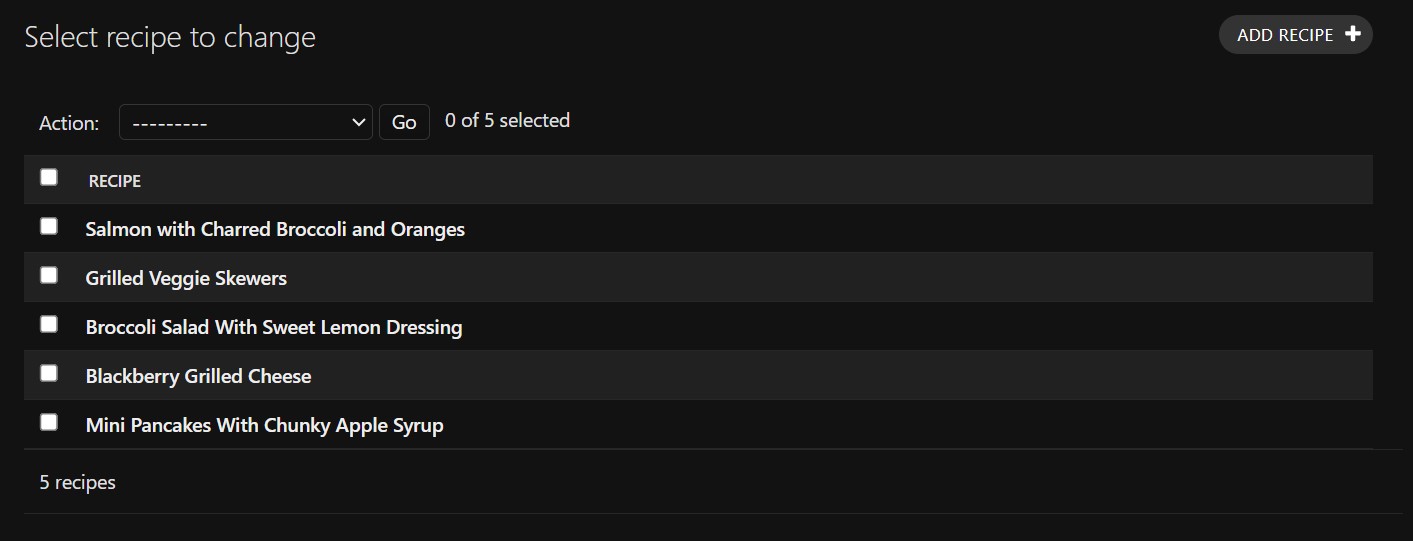 Select recipe to change
ADD RECIPE
Action:
---------
Go
0 of 5 selected
RECIPE
Salmon with Charred Broccoli and Oranges
Grilled Veggie Skewers
Broccoli Salad With Sweet Lemon Dressing
Blackberry Grilled Cheese
Mini Pancakes With Chunky Apple Syrup
5 recipes